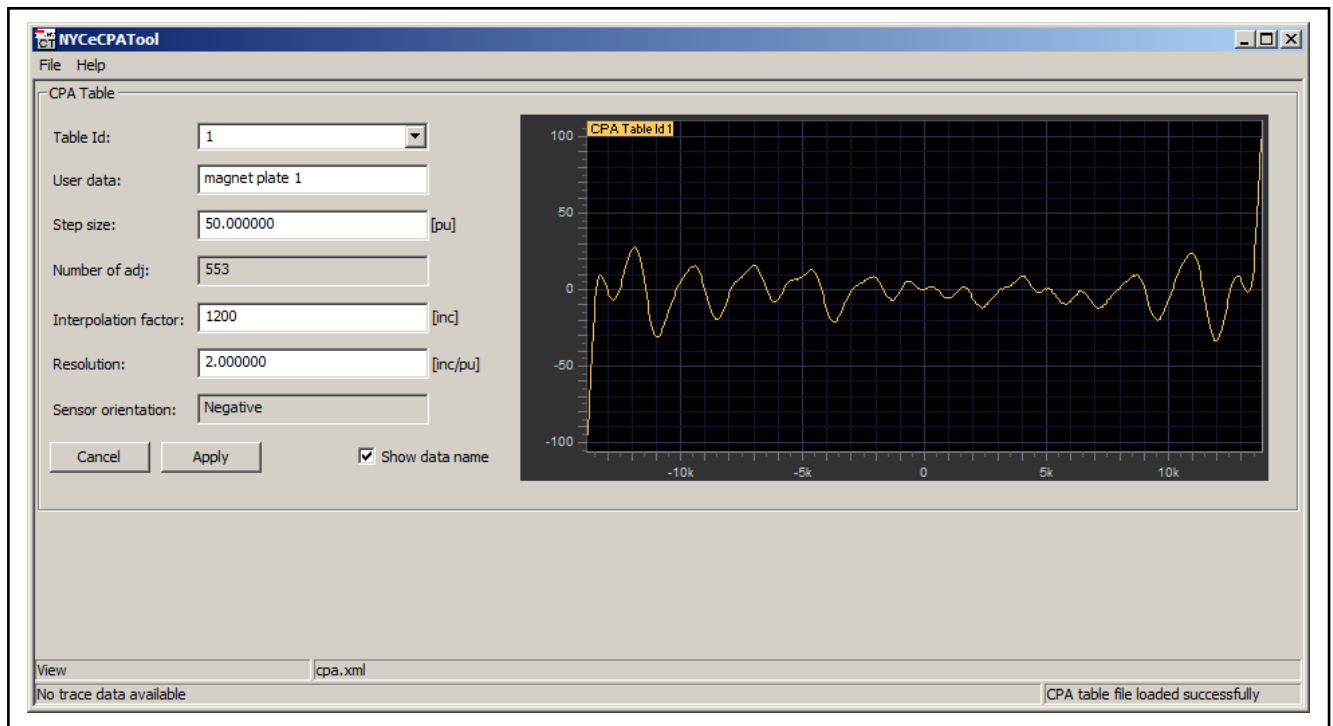 NYCeCPATool
File Help
CPA Table
Table Id: 1
User data: magnet plate 1
Step size: 50.000000 [pu]
Number of adj: 553
Interpolation factor: 1200 [inc]
Resolution: 2.000000 [inc/pu]
Sensor orientation: Negative
Cancel Apply Show data name
CPA Table Id 1
100
50
0
-50
-100
-10k -5k 0 5k 10k
View cpa.xml
No trace data available CPA table file loaded successfully